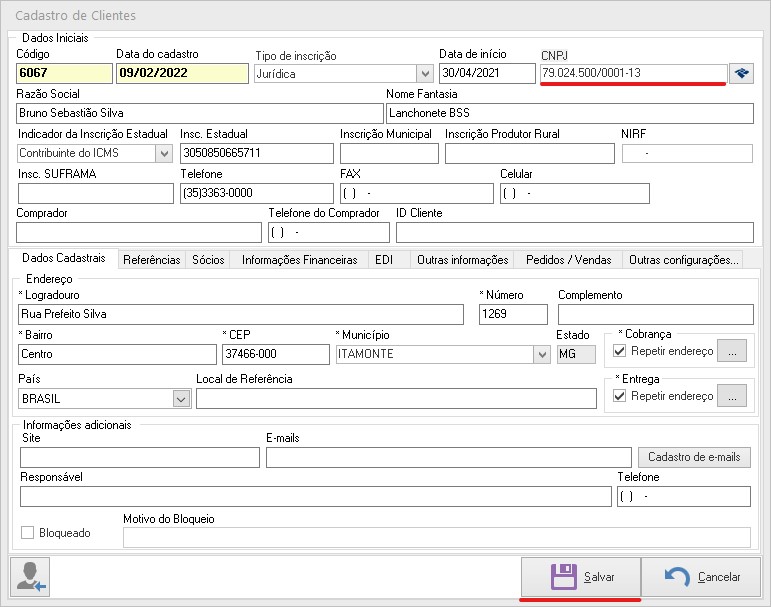 Cadastro de Clientes
Dados Iniciais
Código Data do cadastro Tipo de inscrição Data de início CNPJ
6067 09/02/2022 Jurídica 30/04/2021 79.024.500/0001-13
Razão Social Nome Fantasia
Bruno Sebastião Silva Lanchonete BSS
Indicador da Inscrição Estadual Insc. Estadual Inscrição Municipal Inscrição Produtor Rural NIRF
Contribuinte do ICMS 3050850665711 -
Insc. SUFRAMA Telefone FAX Celular
(35)3363-0000 ( ) - ( ) -
Comprador Telefone do Comprador ID Cliente
( ) -
Dados Cadastrais Referências Sócios Informações Financeiras EDI Outras informações Pedidos / Vendas Outras configurações...
Endereço
* Logradouro * Número Complemento
Rua Prefeito Silva 1269
* Bairro * CEP * Município Estado * Cobrança
Centro 37466-000 ITAMONTE MG Repetir endereço ...
País Local de Referência * Entrega
BRASIL Repetir endereço ...
Informações adicionais
Site E-mails
Cadastro de e-mails
Responsável Telefone
( ) -
Motivo do Bloqueio
Bloqueado
Salvar Cancelar